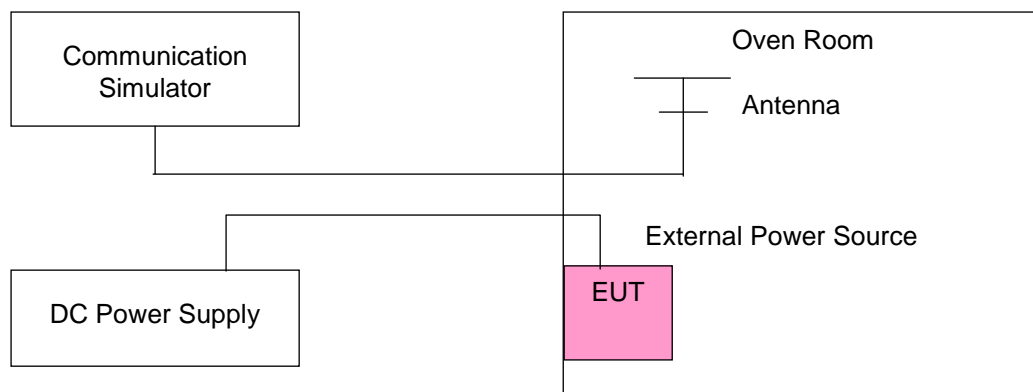 Communication
Simulator
Oven Room
Antenna
External Power Source
EUT
DC Power Supply